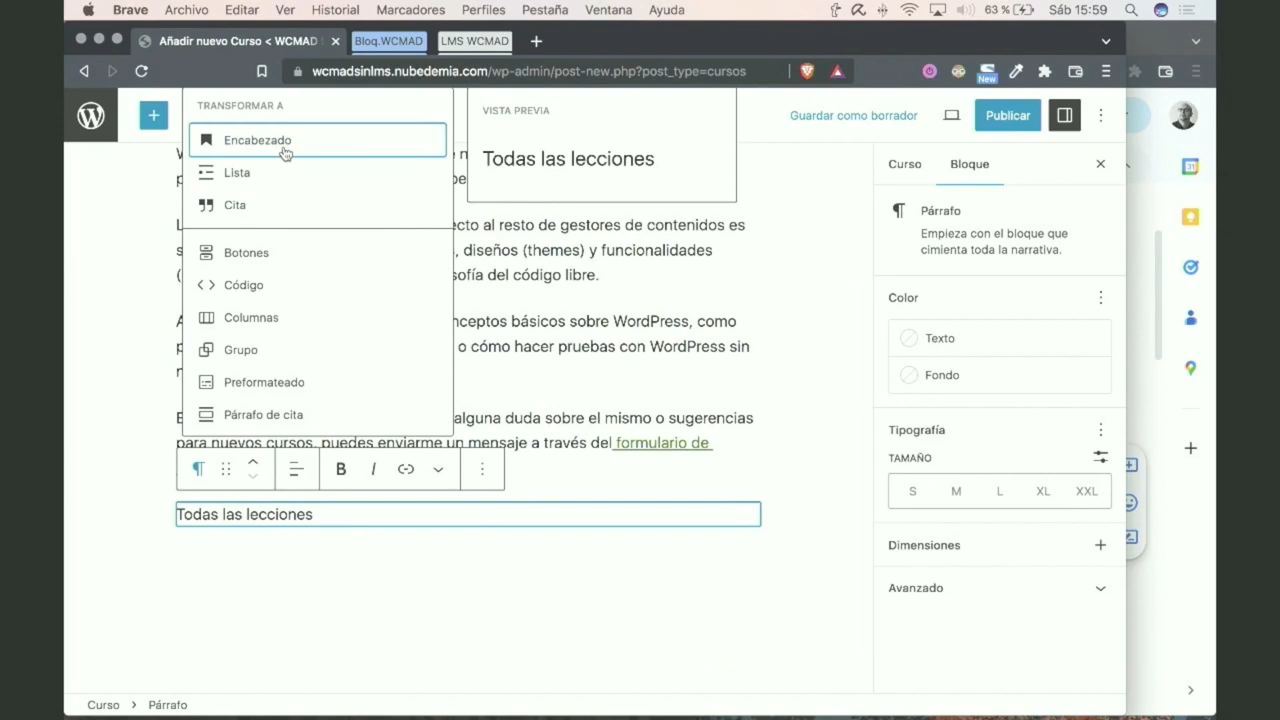 Brave Archivo Editar Ver Historial Marcadores Perfiles Pestaña Ventana Ayuda 63 % Sáb 15:59
Añadir nuevo Curso < WCMAD Bloq.WCMAD LMS WCMAD
wcmadsinlms.nubedemia.com/wp-admin/post-new.php?post_type=cursos New
TRANSFORMAR A
Encabezado
Lista
Cita
Botones
Código
Columnas
Grupo
Preformateado
Párrafo de cita
VISTA PREVIA
Todas las lecciones
Guardar como borrador Publicar
ecto al resto de gestores de contenidos es
, diseños (themes) y funcionalidades
sofía del código libre.
nceptos básicos sobre WordPress, como
o cómo hacer pruebas con WordPress sin
alguna duda sobre el mismo o sugerencias
para nuevos cursos, puedes enviarme un mensaje a través del formulario de
B I
Todas las lecciones
Curso Bloque
Párrafo
Empieza con el bloque que
cimienta toda la narrativa.
Color
Texto
Fondo
Tipografía
TAMAÑO
S M L XL XXL
Dimensiones
Avanzado
31
Curso > Párrafo